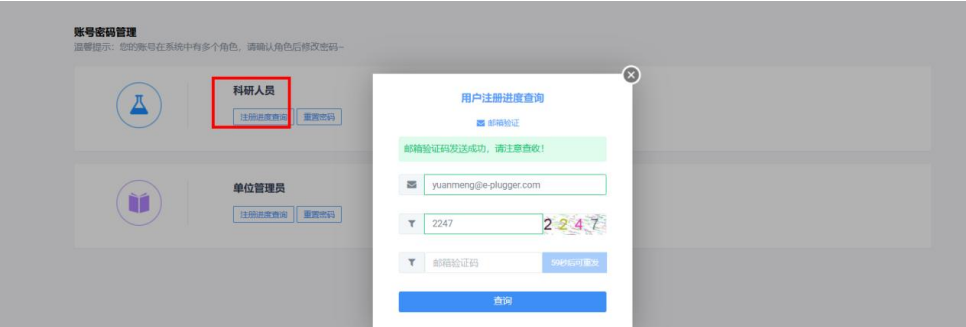 账号密码管理
温馨提示：您的账号在系统中有多个角色，请确认角色后修改密码~
科研人员
注册进度查询 重置密码
单位管理员
注册进度查询 重置密码
用户注册进度查询
邮箱验证
邮箱验证码发送成功，请注意查收！
yuanmeng@e-plugger.com
2247 2247
邮箱验证码
查询